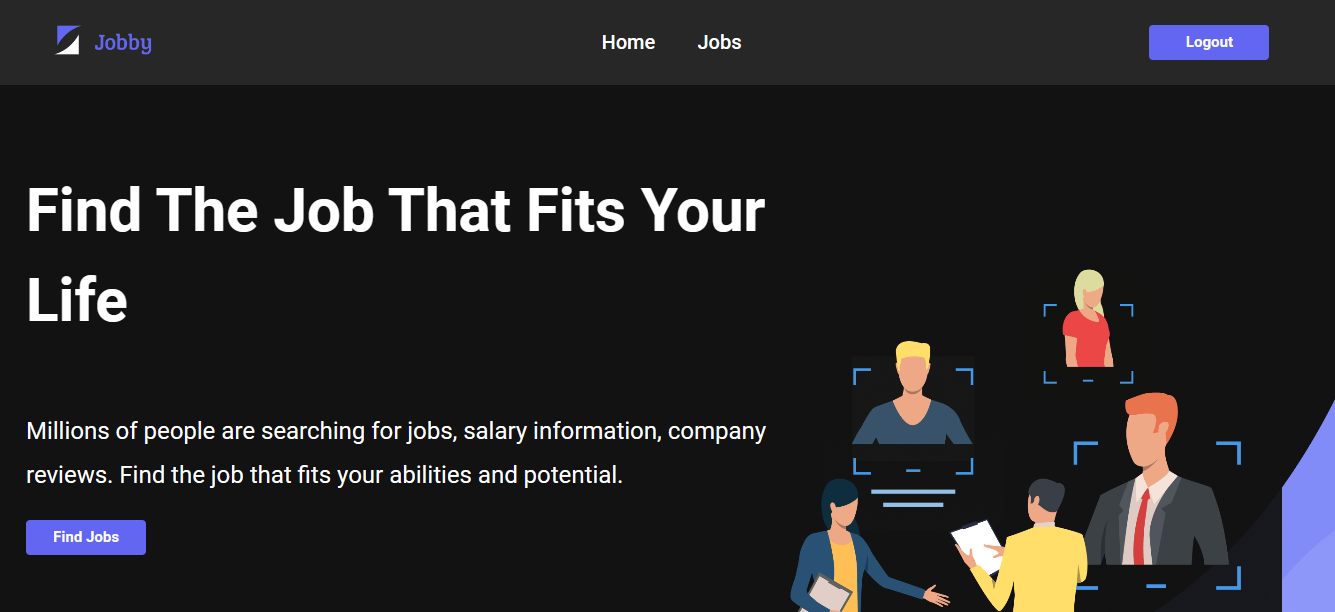 Jobby
Home
Jobs
Logout
Find The Job That Fits Your
Life
Millions of people are searching for jobs, salary information, company
reviews. Find the job that fits your abilities and potential.
Find Jobs